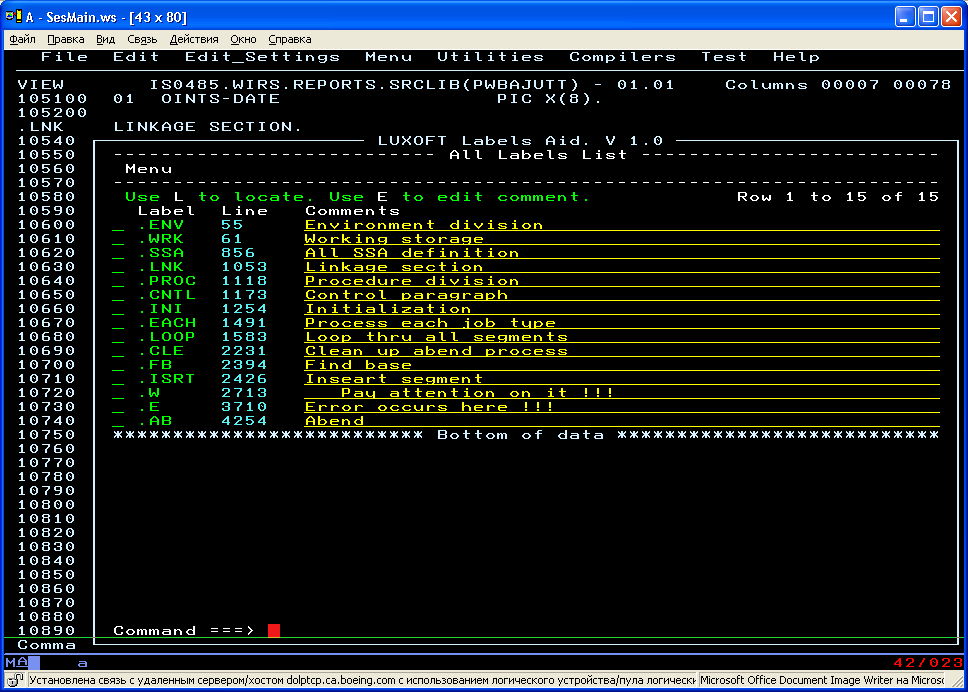 A - SesMain.ws - [43 x 80]
Файл Правка Вид Связь Действия Окно Справка
File Edit Edit_Settings Menu Utilities Compilers Test Help
VIEW IS0485.WIRS.REPORTS.SRCLIB(PWBAJUTT) - 01.01 Columns 00007 00078
105100 01 OINTS-DATE PIC X(8).
105200
.LNK LINKAGE SECTION.
10540 LUXOFT Labels Aid. V 1.0
10550 --------------------------- All Labels List -------------------------
10560 Menu
10570 ---------------------------------------------------------------------
10580 Use L to locate. Use E to edit comment. Row 1 to 15 of 15
10590 Label Line Comments
10600 _ .ENV 55 Environment division
10610 _ .WRK 61 Working storage
10620 _ .SSA 856 All SSA definition
10630 _ .LNK 1053 Linkage section
10640 _ .PROC 1118 Procedure division
10650 _ .CNTL 1173 Control paragraph
10660 _ .INI 1254 Initialization
10670 _ .EACH 1491 Process each job type
10680 _ .LOOP 1583 Loop thru all segments
10690 _ .CLE 2231 Clean up abend process
10700 _ .FB 2394 Find base
10710 _ .ISRT 2426 Inseart segment
10720 _ .W 2713 Pay attention on it !!!
10730 _ .E 3710 Error occurs here !!!
10740 _ .AB 4254 Abend
10750 ************************** Bottom of data ***************************
10760
10770
10780
10790
10800
10810
10820
10830
10840
10850
10860
10870
10880
10890 Command ===>
Comma
MA a 42/023
Установлена связь с удаленным сервером/хостом dolptcp.ca.boeing.com с использованием логического устройства/пула логически Microsoft Office Document Image Writer на Micros